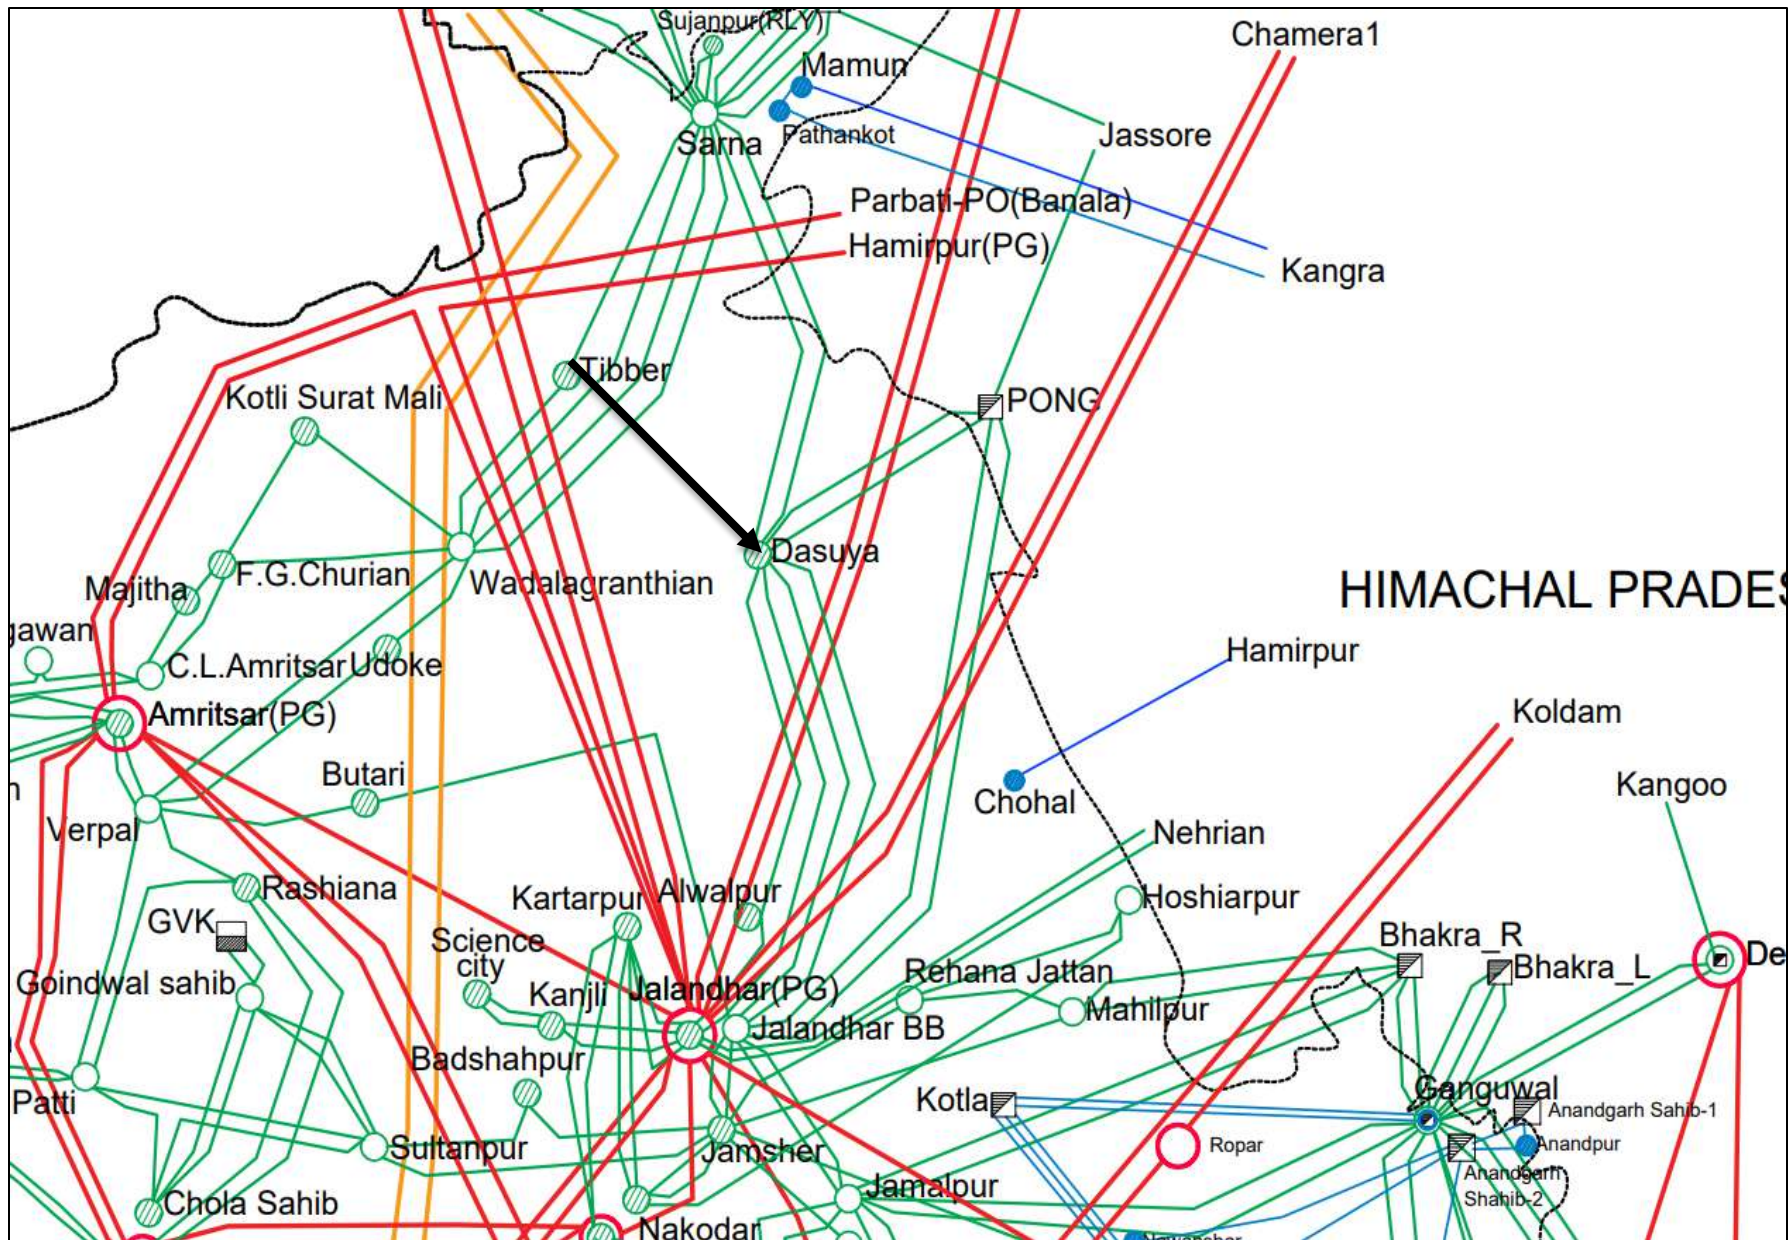 Sujanpur(RLY)
Chamera1
Mamun
Pathankot
Jassore
Sarna
Parbati-PO(Banala)
Hamirpur(PG)
Kangra
Tibber
Kotli Surat Mali
PONG
Dasuya
F.G.Churian
Wadalagranthian
Majitha
HIMACHAL PRADES
gawan
C.L.Amritsar
Udoke
Hamirpur
Amritsar(PG)
Koldam
Butari
Kangoo
Chohal
Verpal
Nehrian
Rashiana
Kartarpur
Alwalpur
Hoshiarpur
GVK
Science
city
Bhakra_R
De
Bhakra_L
Goindwal sahib
Kanjli
Jalandhar(PG)
Rehana Jattan
Mahilpur
Jalandhar BB
Badshahpur
Patti
Kotla
Ganguwal
Anandgarh Sahib-1
Sultanpur
Jamsher
Ropar
Anandpur
Anandgarh
Shahib-2
Jamalpur
Chola Sahib
Nakodar